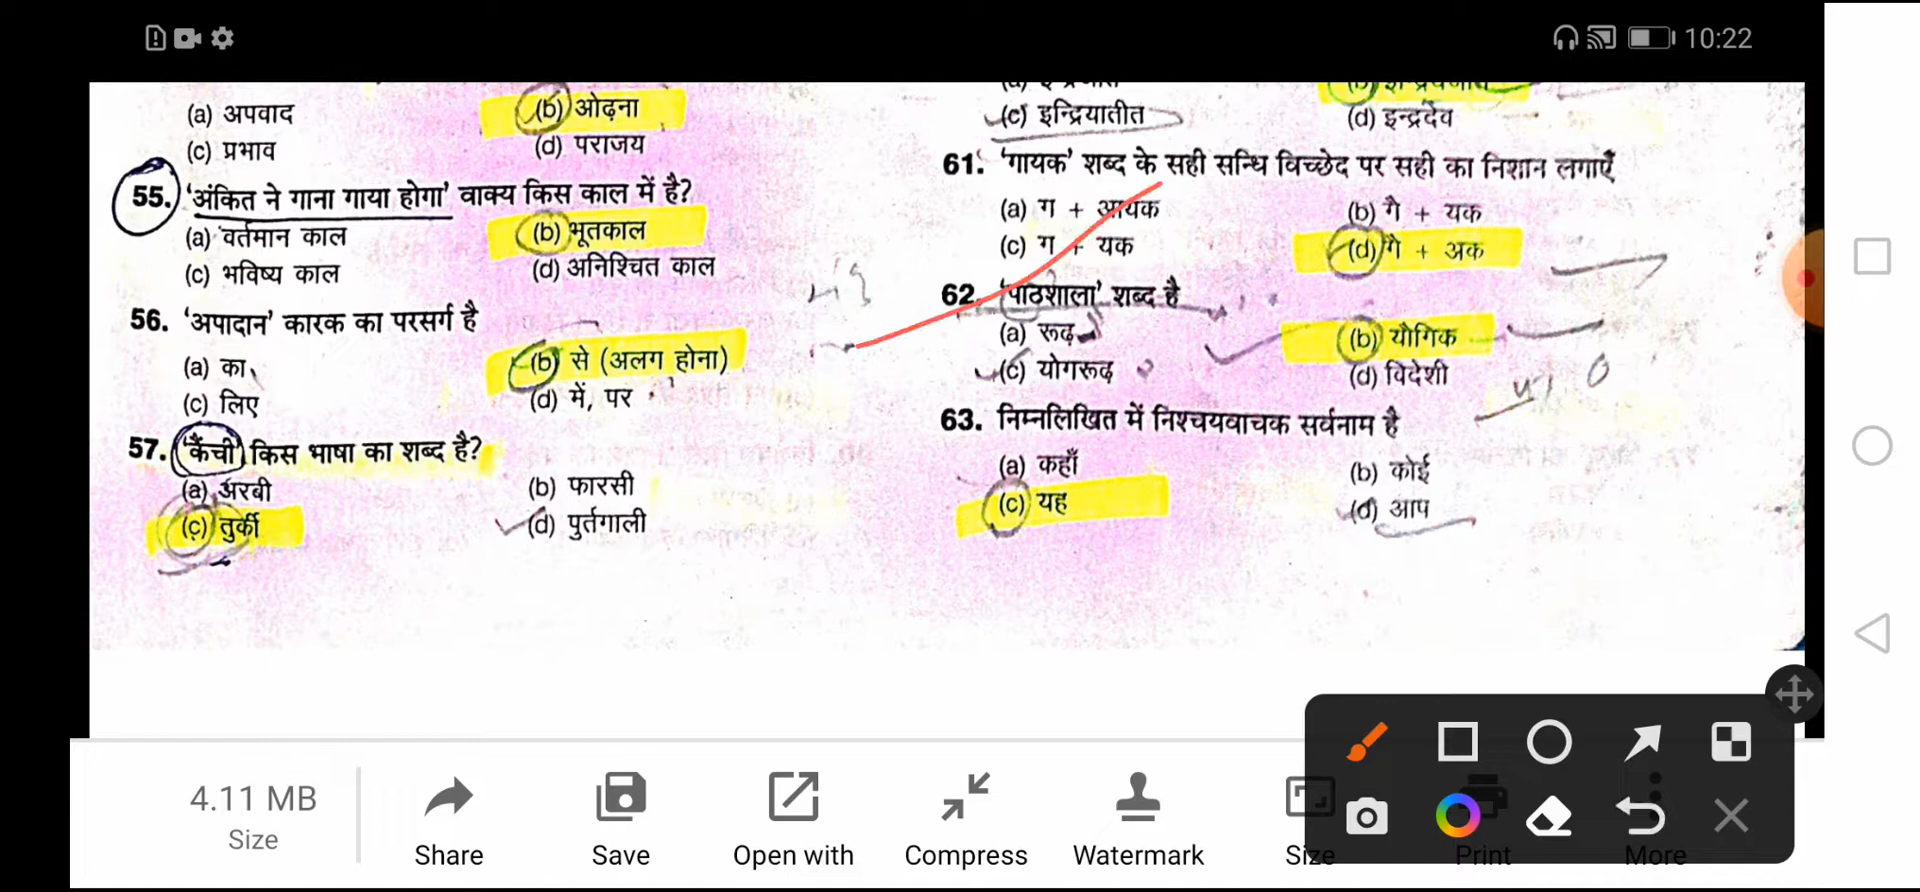 10:22
(a) अपवाद
(b) ओढ़ना
(c) प्रभाव
(d) पराजय
55. 'अंकित ने गाना गाया होगा' वाक्य किस काल में है?
(a) वर्तमान काल
(b) भूतकाल
(c) भविष्य काल
(d) अनिश्चित काल
56. 'अपादान' कारक का परसर्ग है
(a) का
(b) से (अलग होना)
(c) लिए
(d) में, पर
57. 'कैंची' किस भाषा का शब्द है?
(a) अरबी
(b) फारसी
(c) तुर्की
(d) पुर्तगाली
(c) इन्द्रियातीत
(d) इन्द्रदेव
61. 'गायक' शब्द के सही सन्धि विच्छेद पर सही का निशान लगाएँ
(a) ग + आयक
(b) गै + यक
(c) ग + यक
(d) गै + अक
62. 'पाठशाला' शब्द है
(a) रूढ़
(b) यौगिक
(c) योगरूढ़
(d) विदेशी
63. निम्नलिखित में निश्चयवाचक सर्वनाम है
(a) कहाँ
(b) कोई
(c) यह
(d) आप
4.11 MB
Size
Share
Save
Open with
Compress
Watermark
Size
Print
More